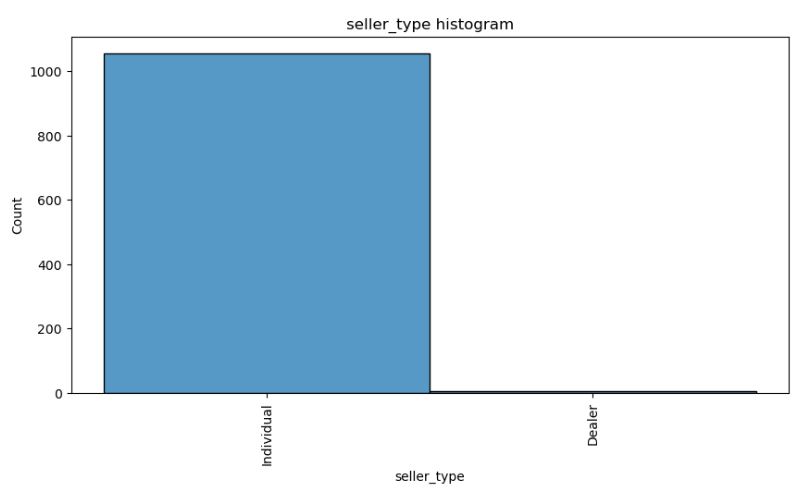 seller_type histogram
1000
800
600
400
200
0
Count
Individual
Dealer
seller_type